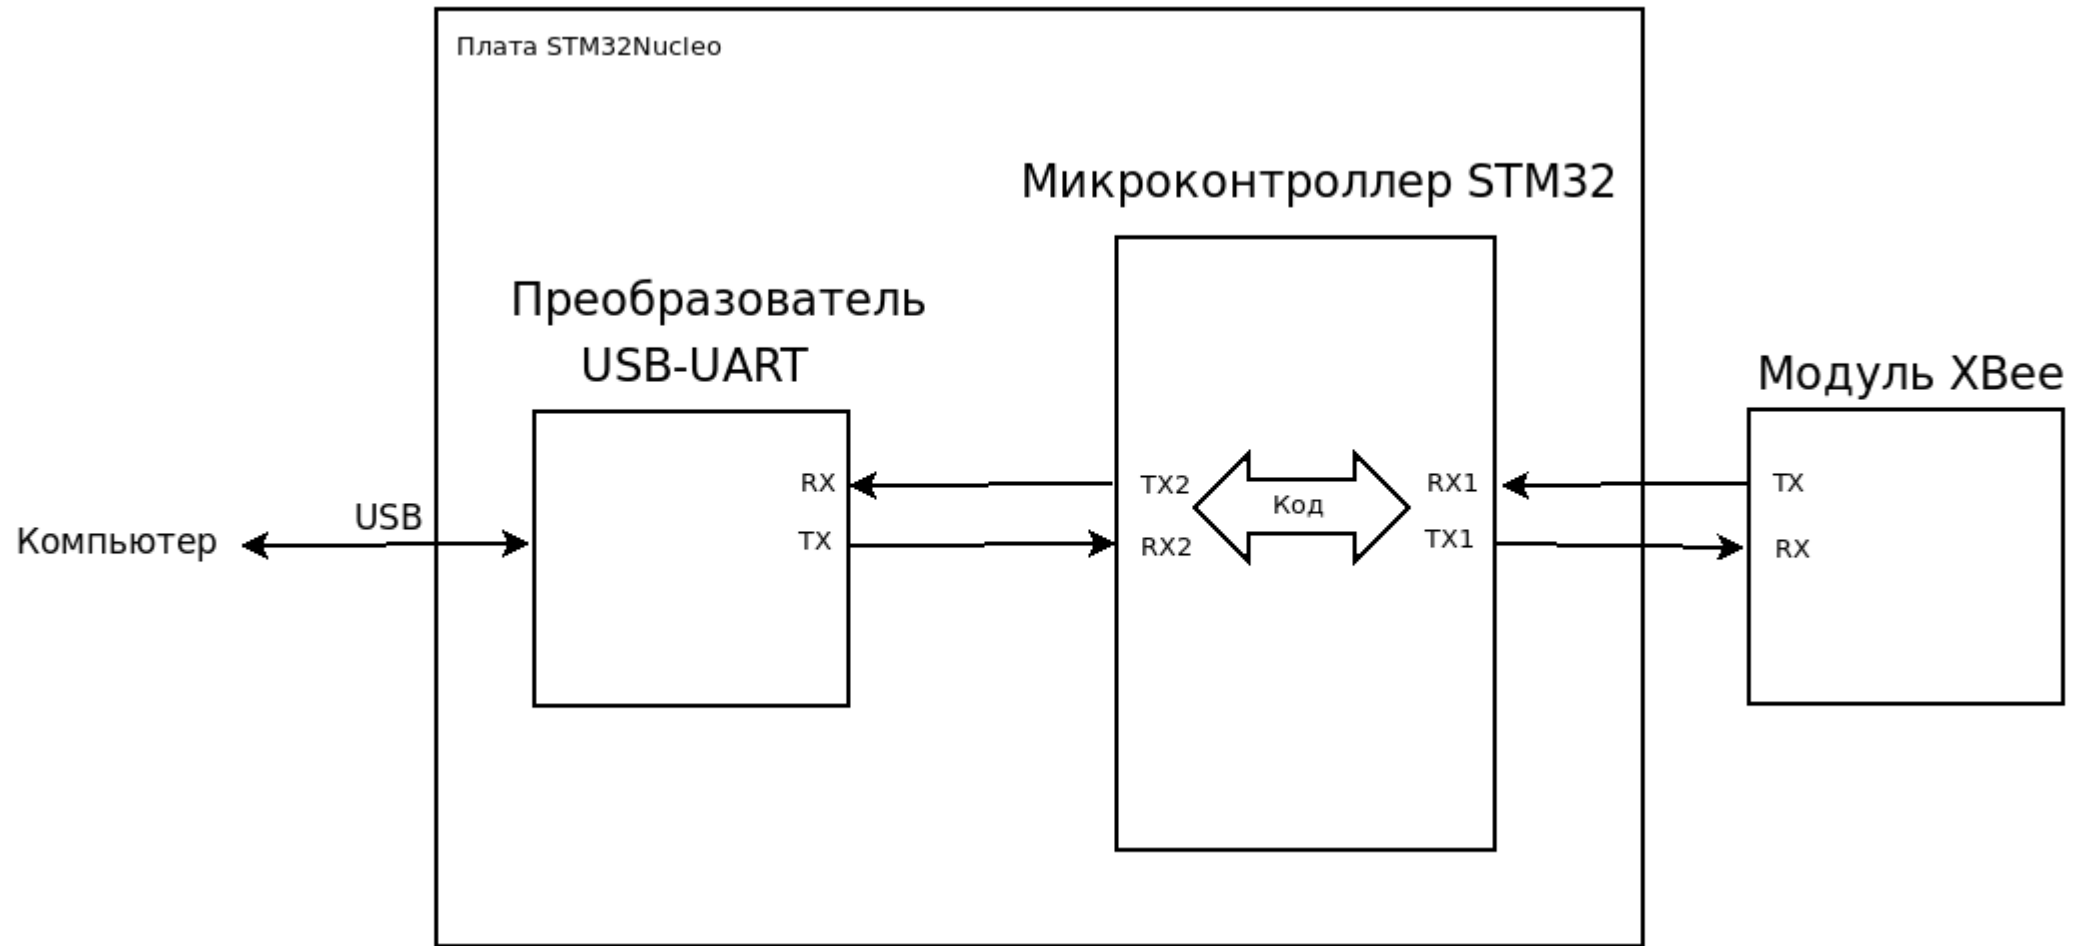 Плата STM32Nucleo
Микроконтроллер STM32
Преобразователь
USB-UART
Модуль XBee
RX
TX2
RX1
TX
Код
USB
Компьютер
TX
RX2
TX1
RX